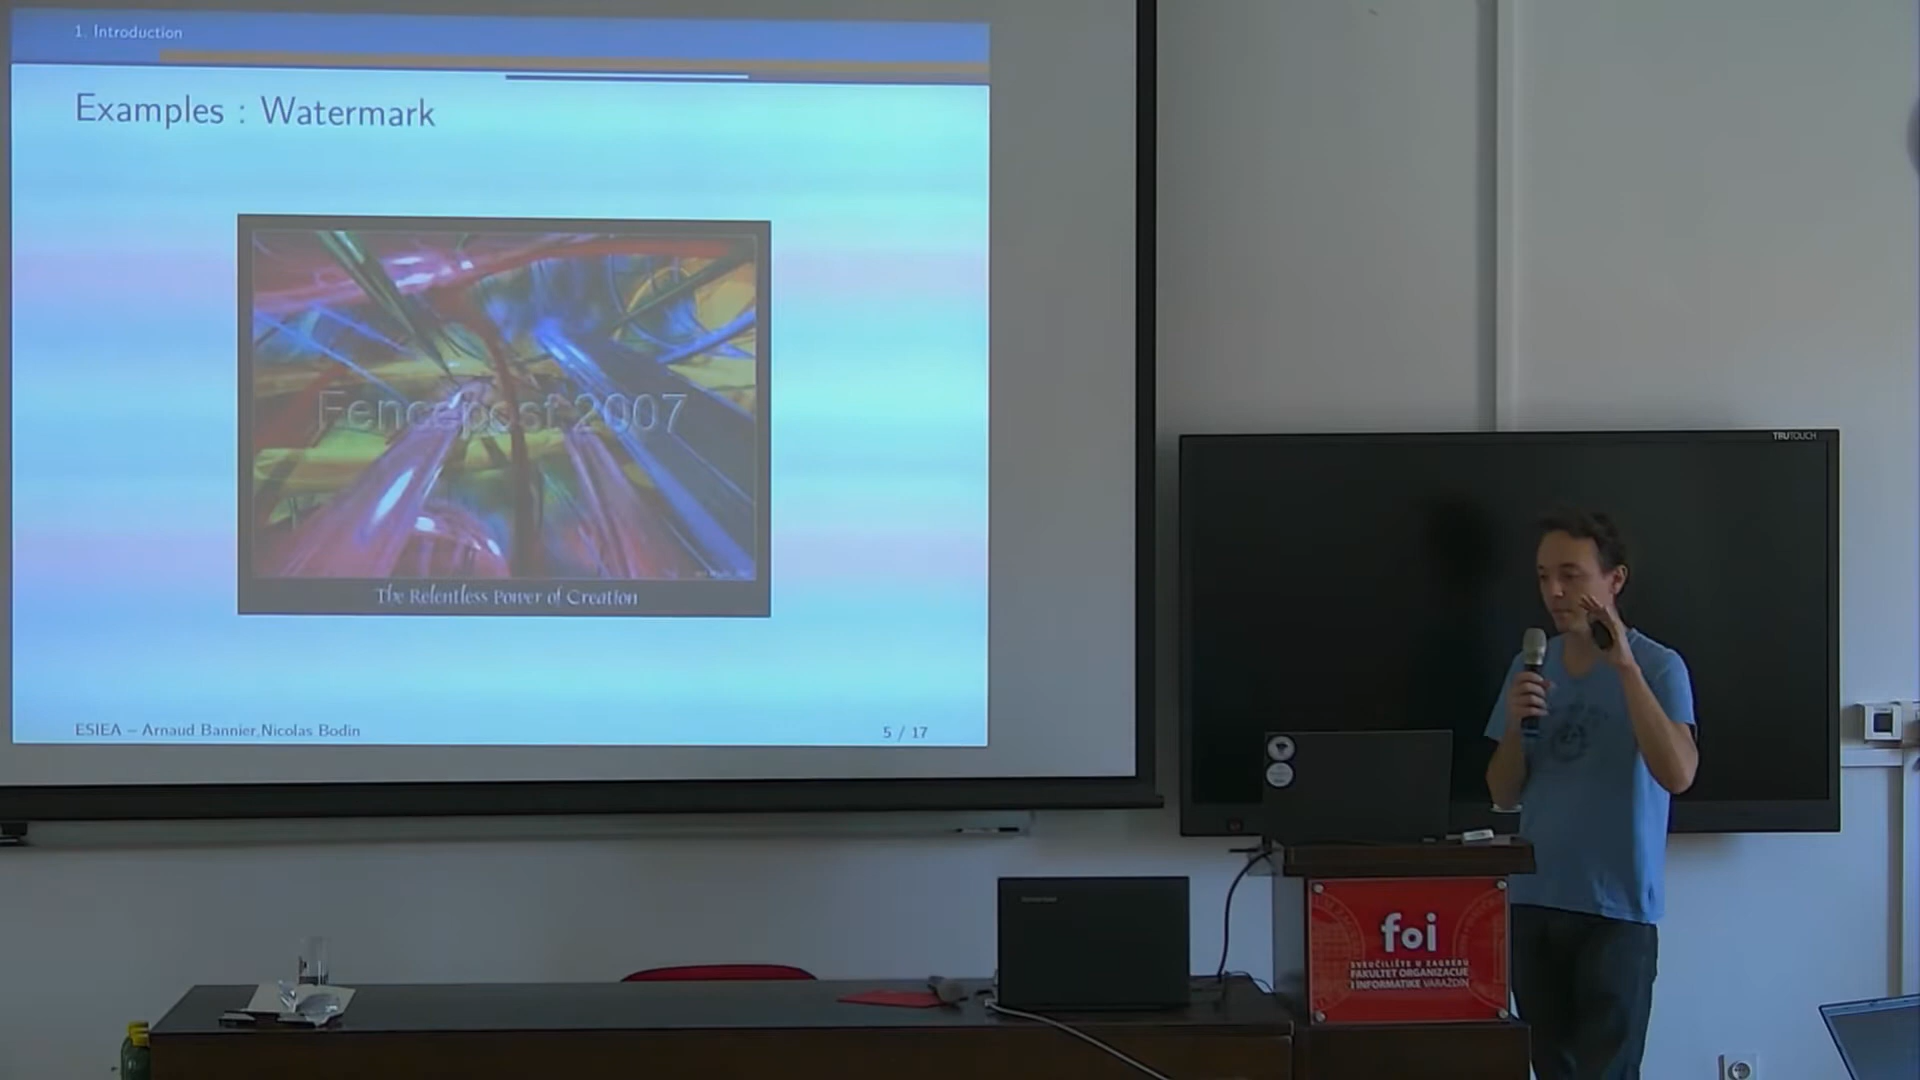 1. Introduction
Examples : Watermark
Fencepost 2007
The Relentless Power of Creation
ESIEA – Arnaud Bannier,Nicolas Bodin
5 / 17
TRUTOUCH
foi
SVEUČILIŠTE U ZAGREBU
FAKULTET ORGANIZACIJE
I INFORMATIKE VARAŽDIN